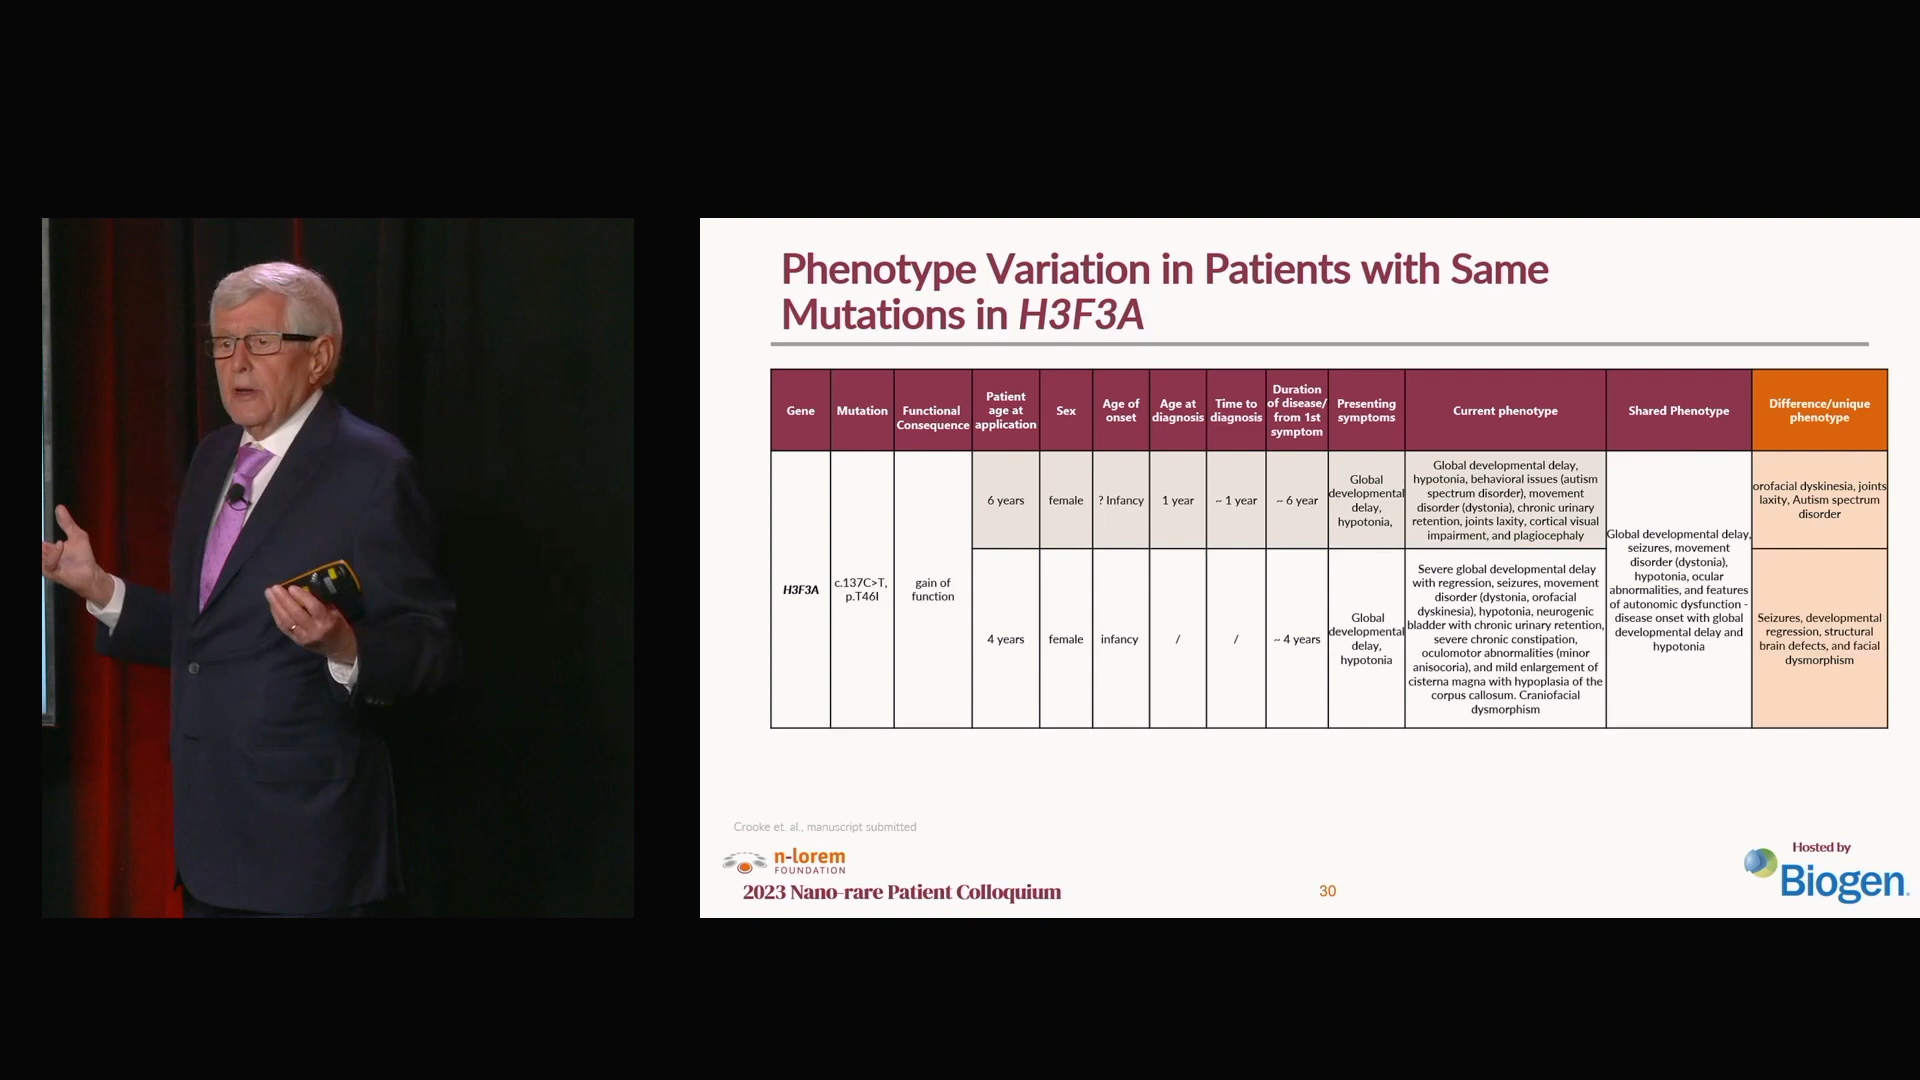 Phenotype Variation in Patients with Same
Mutations in H3F3A
Gene
Mutation
Functional
Consequence
Patient
age at
application
Sex
Age of
onset
Age at
diagnosis
Time to
diagnosis
Duration
of disease/
from 1st
symptom
Presenting
symptoms
Current phenotype
Shared Phenotype
Difference/unique
phenotype
H3F3A
c.137C>T,
p.T46I
gain of
function
6 years
female
? Infancy
1 year
~ 1 year
~ 6 year
Global
developmental
delay,
hypotonia,
Global developmental delay,
hypotonia, behavioral issues (autism
spectrum disorder), movement
disorder (dystonia), chronic urinary
retention, joints laxity, cortical visual
impairment, and plagiocephaly
Global developmental delay,
seizures, movement
disorder (dystonia),
hypotonia, ocular
abnormalities, and features
of autonomic dysfunction -
disease onset with global
developmental delay and
hypotonia
orofacial dyskinesia, joints
laxity, Autism spectrum
disorder
4 years
female
infancy
/
/
~ 4 years
Global
developmental
delay,
hypotonia
Severe global developmental delay
with regression, seizures, movement
disorder (dystonia, orofacial
dyskinesia), hypotonia, neurogenic
bladder with chronic urinary retention,
severe chronic constipation,
oculomotor abnormalities (minor
anisocoria), and mild enlargement of
cisterna magna with hypoplasia of the
corpus callosum. Craniofacial
dysmorphism
Seizures, developmental
regression, structural
brain defects, and facial
dysmorphism
Crooke et. al., manuscript submitted
n-lorem
FOUNDATION
2023 Nano-rare Patient Colloquium
30
Hosted by
Biogen.